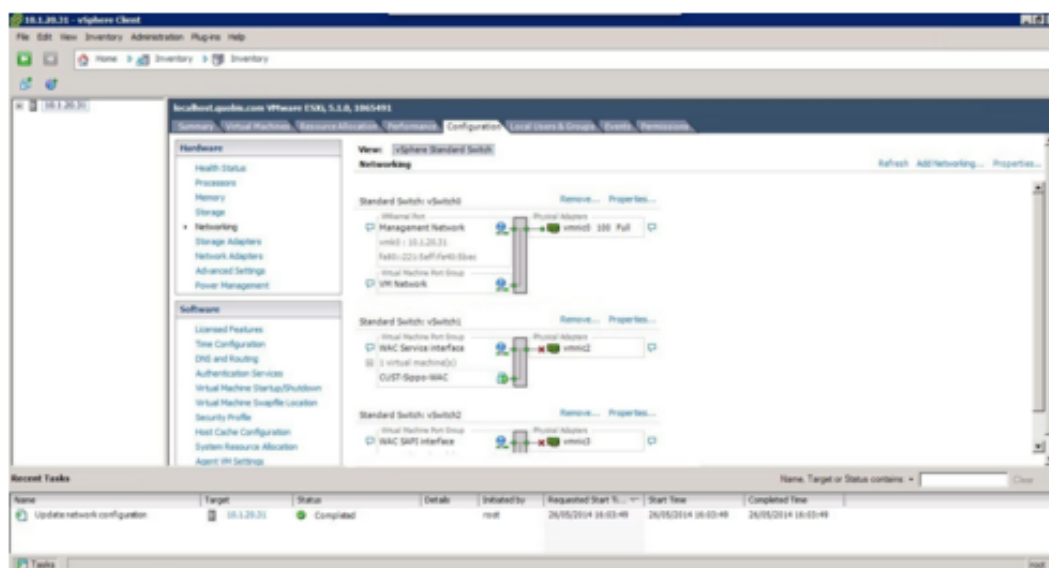 10.1.20.31 - vSphere Client
File Edit View Inventory Administration Plug-ins Help
Home Inventory Inventory
10.1.20.31
localhost.quobis.com VMware ESXi, 5.1.0, 1065491
Summary Virtual Machines Resource Allocation Performance Configuration Local Users & Groups Events Permissions
Hardware
Health Status
Processors
Memory
Storage
Networking
Storage Adapters
Network Adapters
Advanced Settings
Power Management
Software
Licensed Features
Time Configuration
DNS and Routing
Authentication Services
Virtual Machine Startup/Shutdown
Virtual Machine Swapfile Location
Security Profile
Host Cache Configuration
System Resource Allocation
Agent VM Settings
View: vSphere Standard Switch
Networking
Refresh Add Networking... Properties...
Standard Switch: vSwitch0 Remove... Properties...
VMkernel Port Physical Adapters
Management Network 100 Full
vmk0 : 10.1.20.31
Virtual Machine Port Group
VM Network
Standard Switch: vSwitch1 Remove... Properties...
Virtual Machine Port Group Physical Adapters
WAC Service interface vmnic2
1 virtual machine(s)
CUST-Sippo-WAC
Standard Switch: vSwitch2 Remove... Properties...
Virtual Machine Port Group Physical Adapters
WAC SAPI interface vmnic3
Recent Tasks
Name, Target or Status contains: Clear
Name Target Status Details Initiated by Requested Start Ti... Start Time Completed Time
Update network configuration 10.1.20.31 Completed root 26/05/2014 16:03:49 26/05/2014 16:03:49 26/05/2014 16:03:49
Tasks root